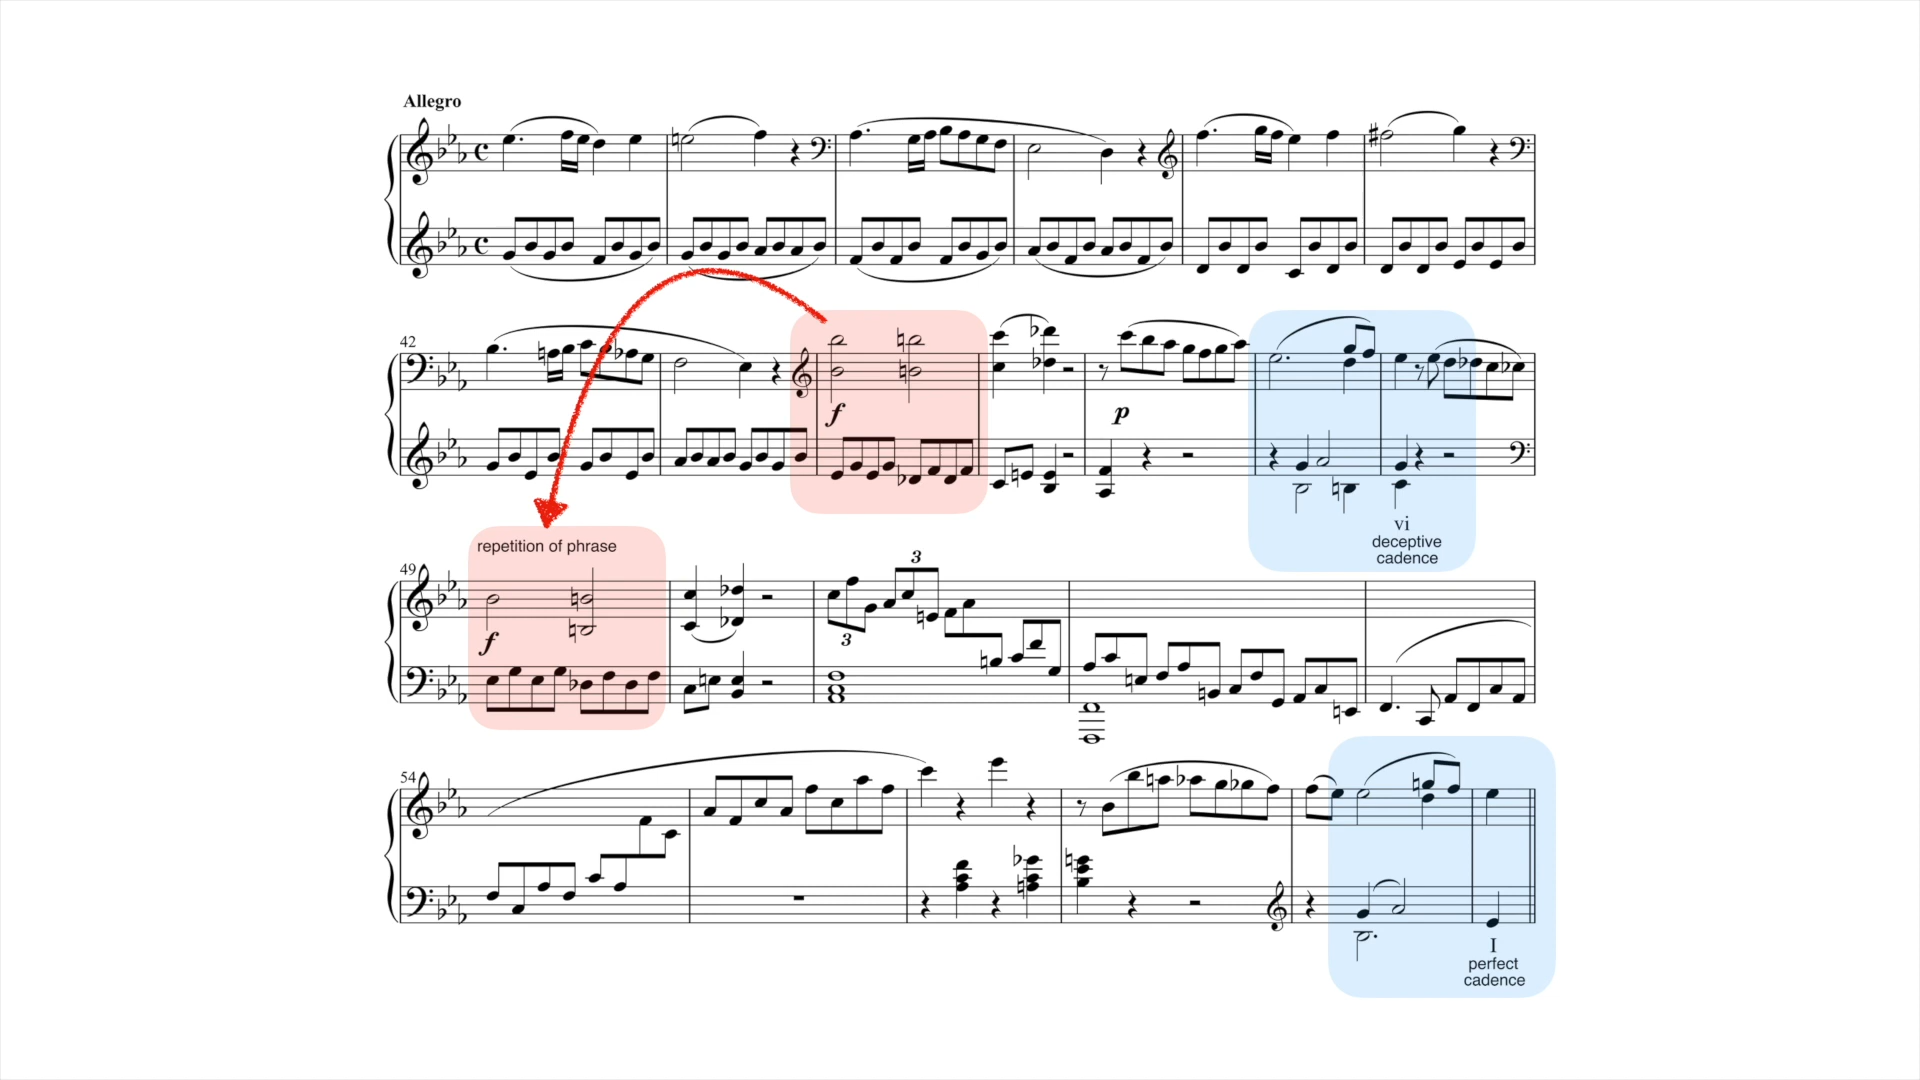 Allegro
42
f
p
vi
deceptive
cadence
repetition of phrase
49
3
f
3
54
I
perfect
cadence